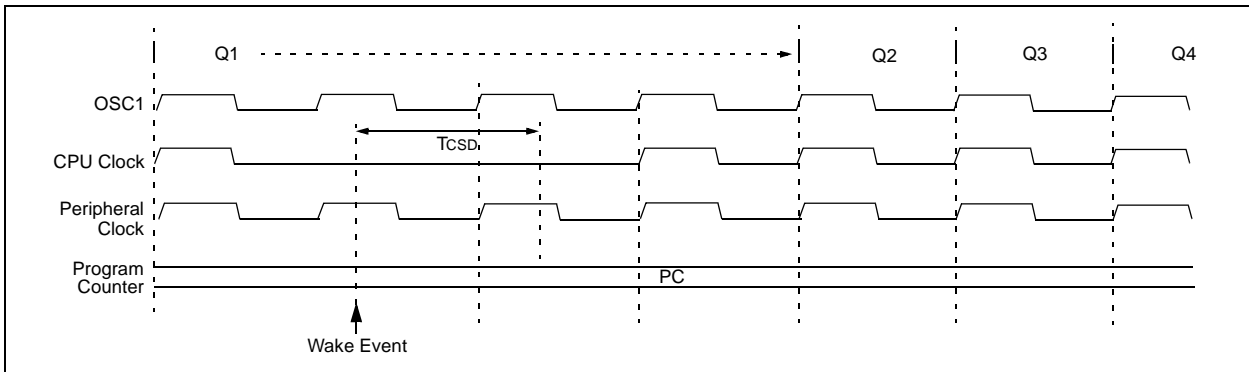 Q1
Q2
Q3
Q4
OSC1
TCSD
CPU Clock
Peripheral
Clock
Program
Counter
PC
Wake Event